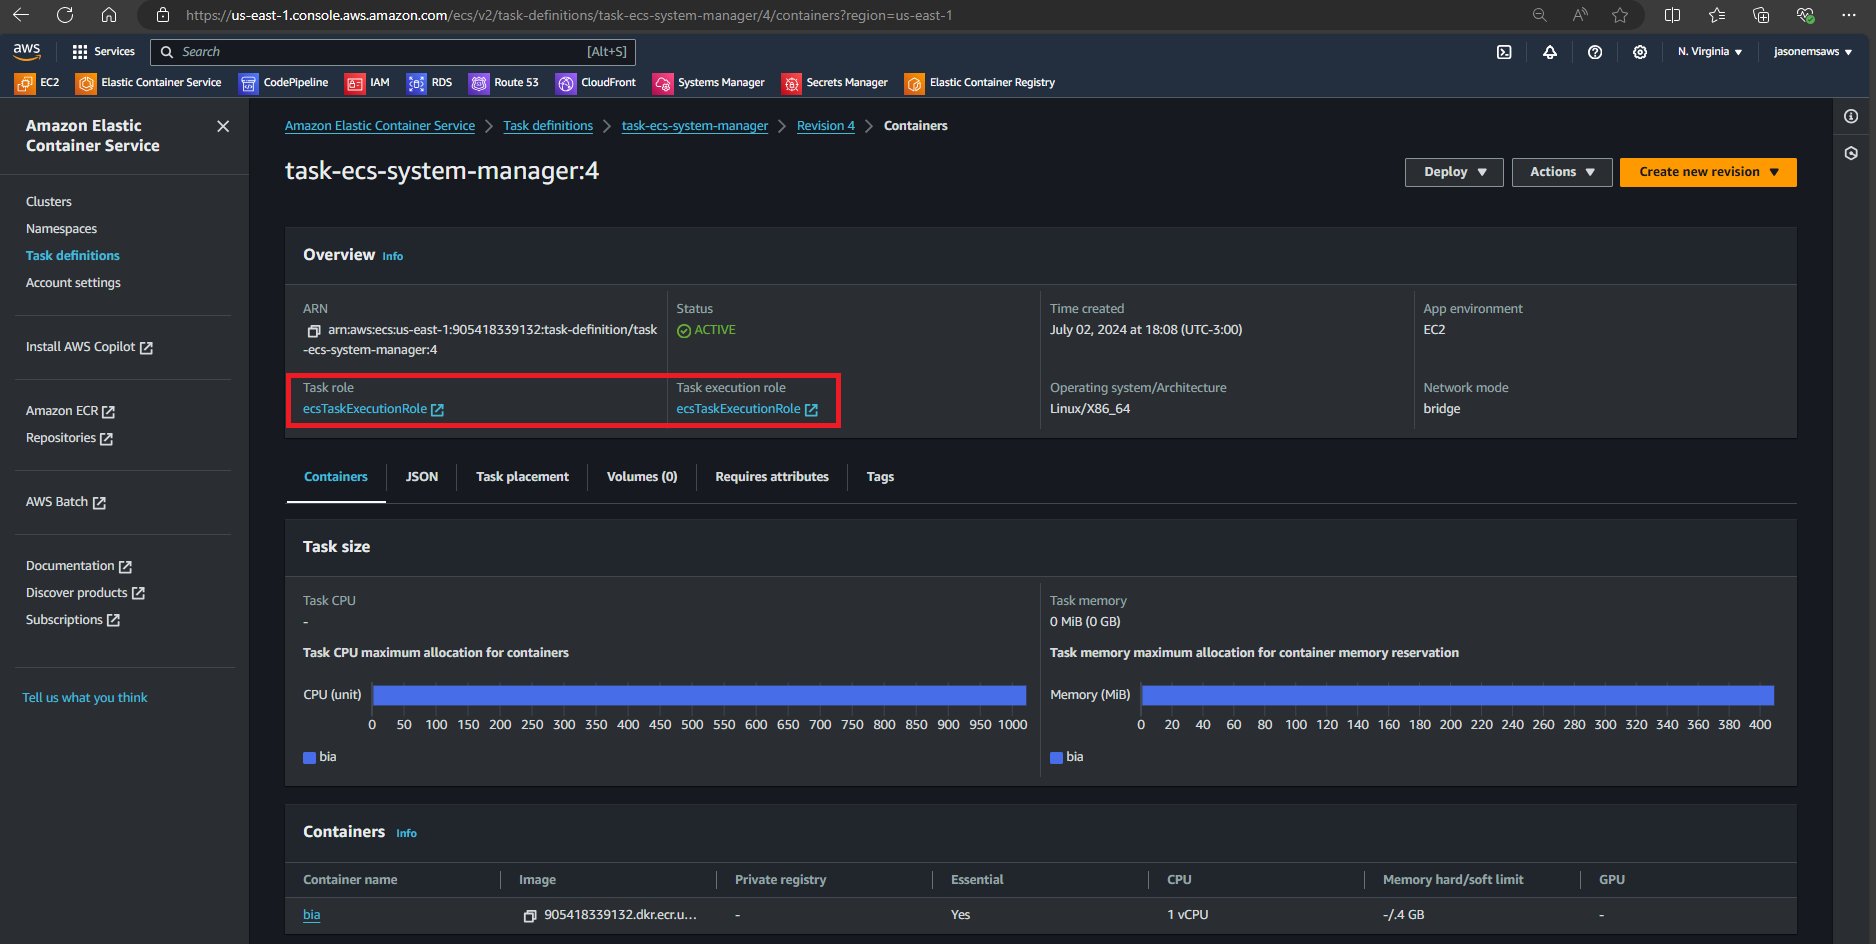 https://us-east-1.console.aws.amazon.com/ecs/v2/task-definitions/task-ecs-system-manager/4/containers?region=us-east-1
aws
Services
Search
[Alt+S]
N. Virginia
jasonemsaws
EC2
Elastic Container Service
CodePipeline
IAM
RDS
Route 53
CloudFront
Systems Manager
Secrets Manager
Elastic Container Registry
Amazon Elastic
Container Service
Clusters
Namespaces
Task definitions
Account settings
Install AWS Copilot
Amazon ECR
Repositories
AWS Batch
Documentation
Discover products
Subscriptions
Tell us what you think
Amazon Elastic Container Service
Task definitions
task-ecs-system-manager
Revision 4
Containers
task-ecs-system-manager:4
Deploy
Actions
Create new revision
Overview Info
ARN
arn:aws:ecs:us-east-1:905418339132:task-definition/task
-ecs-system-manager:4
Status
ACTIVE
Time created
July 02, 2024 at 18:08 (UTC-3:00)
App environment
EC2
Task role
ecsTaskExecutionRole
Task execution role
ecsTaskExecutionRole
Operating system/Architecture
Linux/X86_64
Network mode
bridge
Containers
JSON
Task placement
Volumes (0)
Requires attributes
Tags
Task size
Task CPU
-
Task CPU maximum allocation for containers
CPU (unit)
0 50 100 150 200 250 300 350 400 450 500 550 600 650 700 750 800 850 900 950 1000
bia
Task memory
0 MiB (0 GB)
Task memory maximum allocation for container memory reservation
Memory (MiB)
0 20 40 60 80 100 120 140 160 180 200 220 240 260 280 300 320 340 360 380 400
bia
Containers Info
Container name Image Private registry Essential CPU Memory hard/soft limit GPU
bia 905418339132.dkr.ecr.u... - Yes 1 vCPU -/.4 GB -